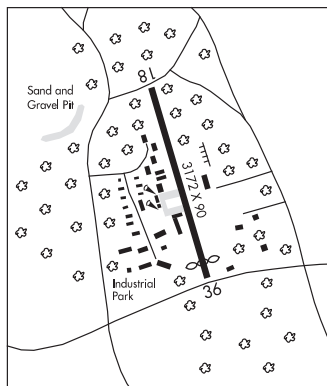 18
Sand and
Gravel Pit
3172 X 90
Industrial
Park
36